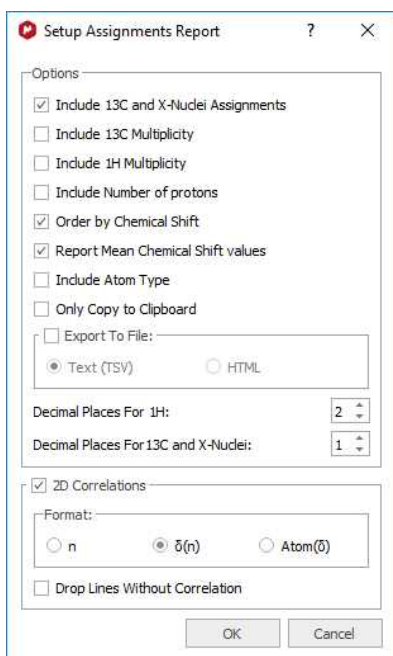 Setup Assignments Report ? ×
Options
Include 13C and X-Nuclei Assignments
Include 13C Multiplicity
Include 1H Multiplicity
Include Number of protons
Order by Chemical Shift
Report Mean Chemical Shift values
Include Atom Type
Only Copy to Clipboard
Export To File:
Text (TSV) HTML
Decimal Places For 1H: 2
Decimal Places For 13C and X-Nuclei: 1
2D Correlations
Format:
n δ(n) Atom(δ)
Drop Lines Without Correlation
OK Cancel